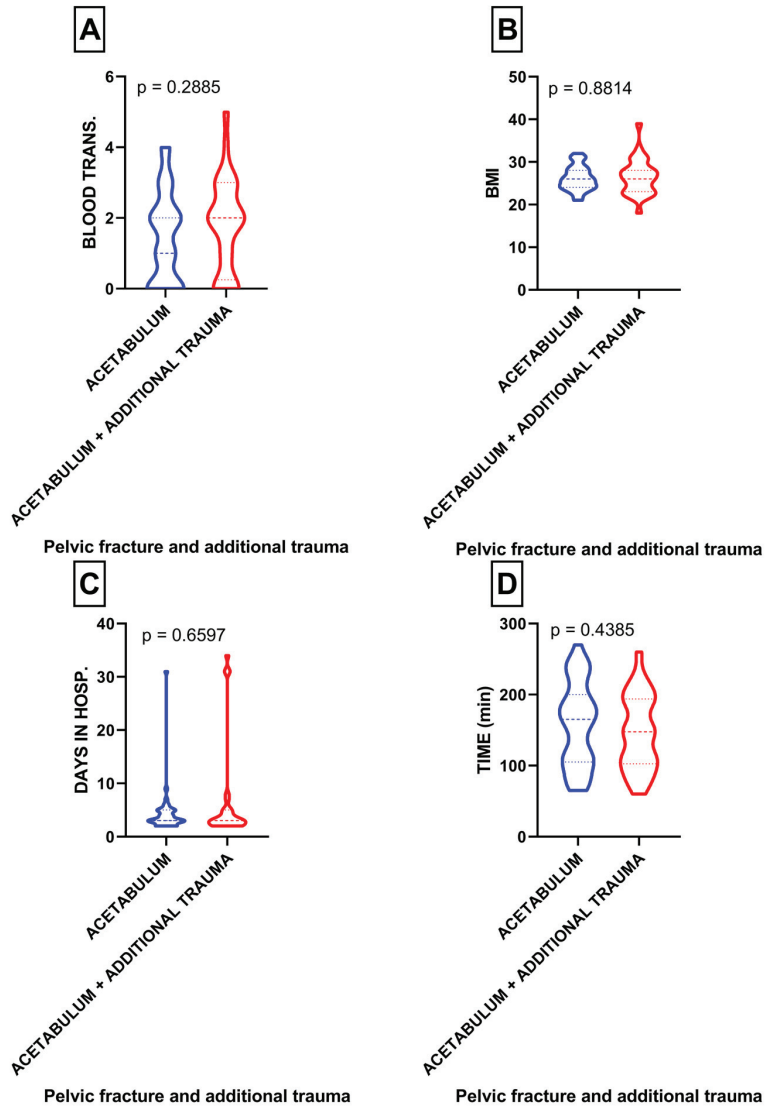 A
p = 0.2885
BLOOD TRANS.
6
4
2
0
ACETABULUM
ACETABULUM + ADDITIONAL TRAUMA
Pelvic fracture and additional trauma
B
p = 0.8814
BMI
50
40
30
20
10
0
ACETABULUM
ACETABULUM + ADDITIONAL TRAUMA
Pelvic fracture and additional trauma
C
p = 0.6597
DAYS IN HOSP.
40
30
20
10
0
ACETABULUM
ACETABULUM + ADDITIONAL TRAUMA
Pelvic fracture and additional trauma
D
p = 0.4385
TIME (min)
300
200
100
0
ACETABULUM
ACETABULUM + ADDITIONAL TRAUMA
Pelvic fracture and additional trauma